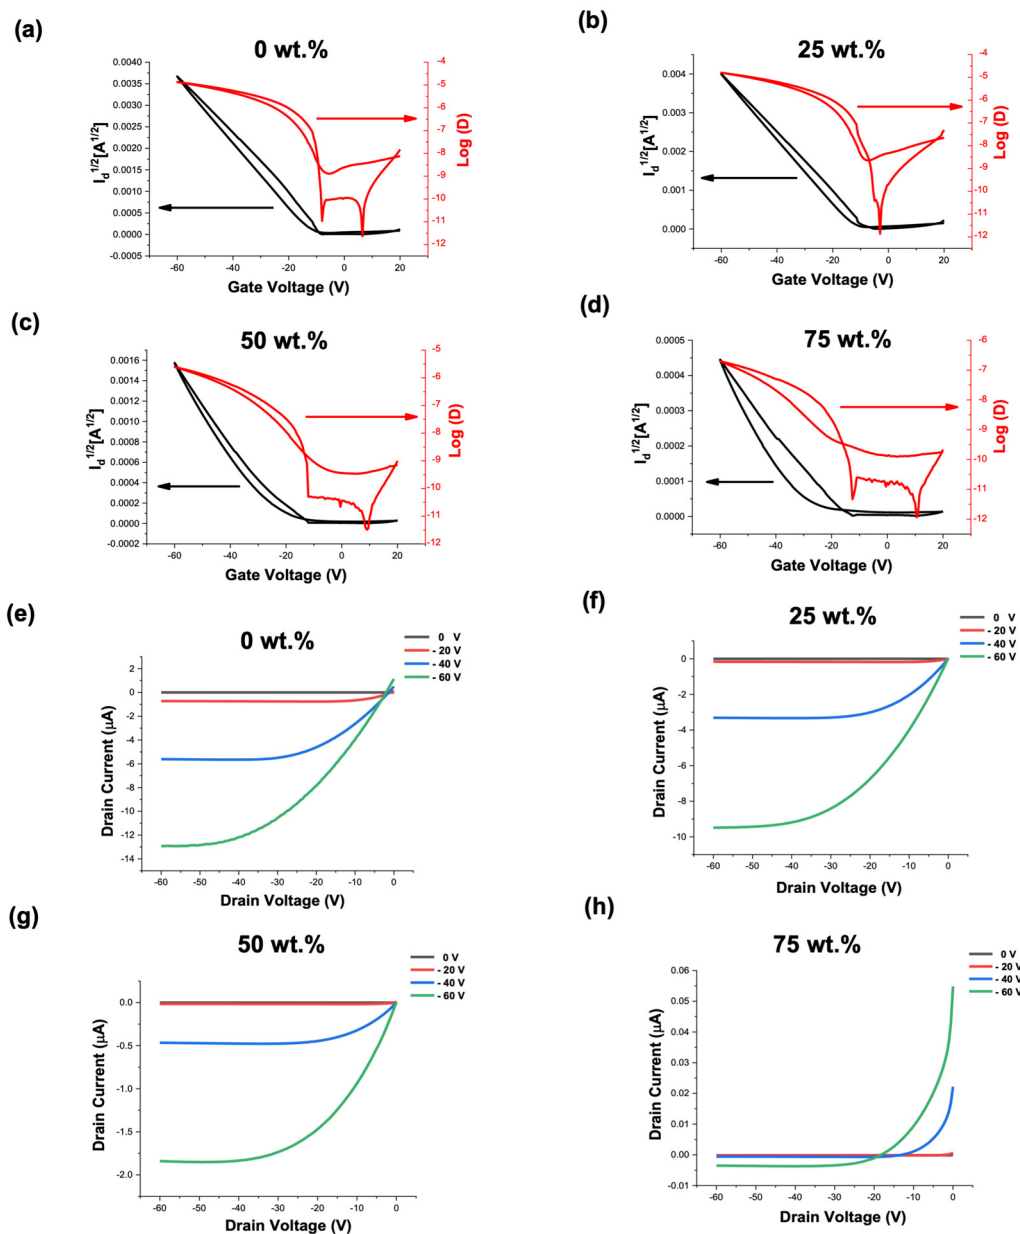 (a)
0 wt.%
0.0040
0.0035
0.0030
0.0025
0.0020
0.0015
0.0010
0.0005
0.0000
-0.0005
Id1/2[A1/2]
-4
-5
-6
-7
-8
-9
-10
-11
-12
Log (D)
-60 -40 -20 0 20
Gate Voltage (V)
(b)
25 wt.%
0.004
0.003
0.002
0.001
0.000
Id1/2[A1/2]
-4
-5
-6
-7
-8
-9
-10
-11
-12
Log (D)
-60 -40 -20 0 20
Gate Voltage (V)
(c)
50 wt.%
0.0016
0.0014
0.0012
0.0010
0.0008
0.0006
0.0004
0.0002
0.0000
-0.0002
Id1/2[A1/2]
-5
-6
-7
-8
-9
-10
-11
-12
Log (D)
-60 -40 -20 0 20
Gate Voltage (V)
(d)
75 wt.%
0.0005
0.0004
0.0003
0.0002
0.0001
0.0000
Id1/2[A1/2]
-6
-7
-8
-9
-10
-11
-12
Log (D)
-60 -40 -20 0 20
Gate Voltage (V)
(e)
0 wt.%
0 V
- 20 V
- 40 V
- 60 V
2
0
-2
-4
-6
-8
-10
-12
-14
Drain Current (μA)
-60 -50 -40 -30 -20 -10 0
Drain Voltage (V)
(f)
25 wt.%
0 V
- 20 V
- 40 V
- 60 V
0
-2
-4
-6
-8
-10
Drain Current (μA)
-60 -50 -40 -30 -20 -10 0
Drain Voltage (V)
(g)
50 wt.%
0 V
- 20 V
- 40 V
- 60 V
0.0
-0.5
-1.0
-1.5
-2.0
Drain Current (μA)
-60 -50 -40 -30 -20 -10 0
Drain Voltage (V)
(h)
75 wt.%
0 V
- 20 V
- 40 V
- 60 V
0.06
0.05
0.04
0.03
0.02
0.01
0.00
-0.01
Drain Current (μA)
-60 -50 -40 -30 -20 -10 0
Drain Voltage (V)